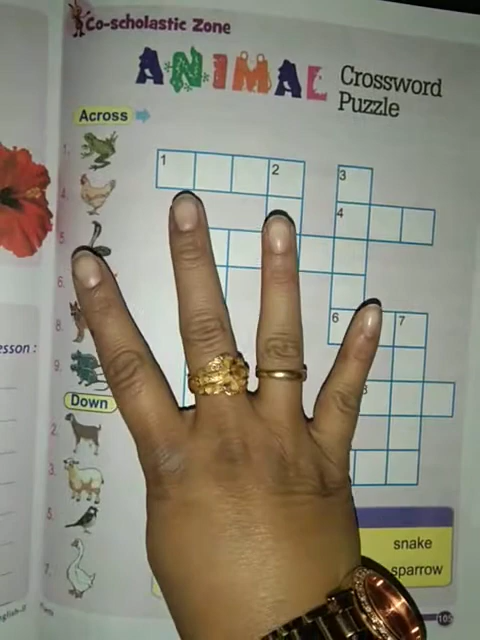 Co-scholastic Zone
ANIMAL Crossword
Puzzle
Across
1.
4.
5.
6.
8.
9.
Down
2.
3.
5.
7.
1
2
3
4
6
7
esson :
snake
sparrow
105